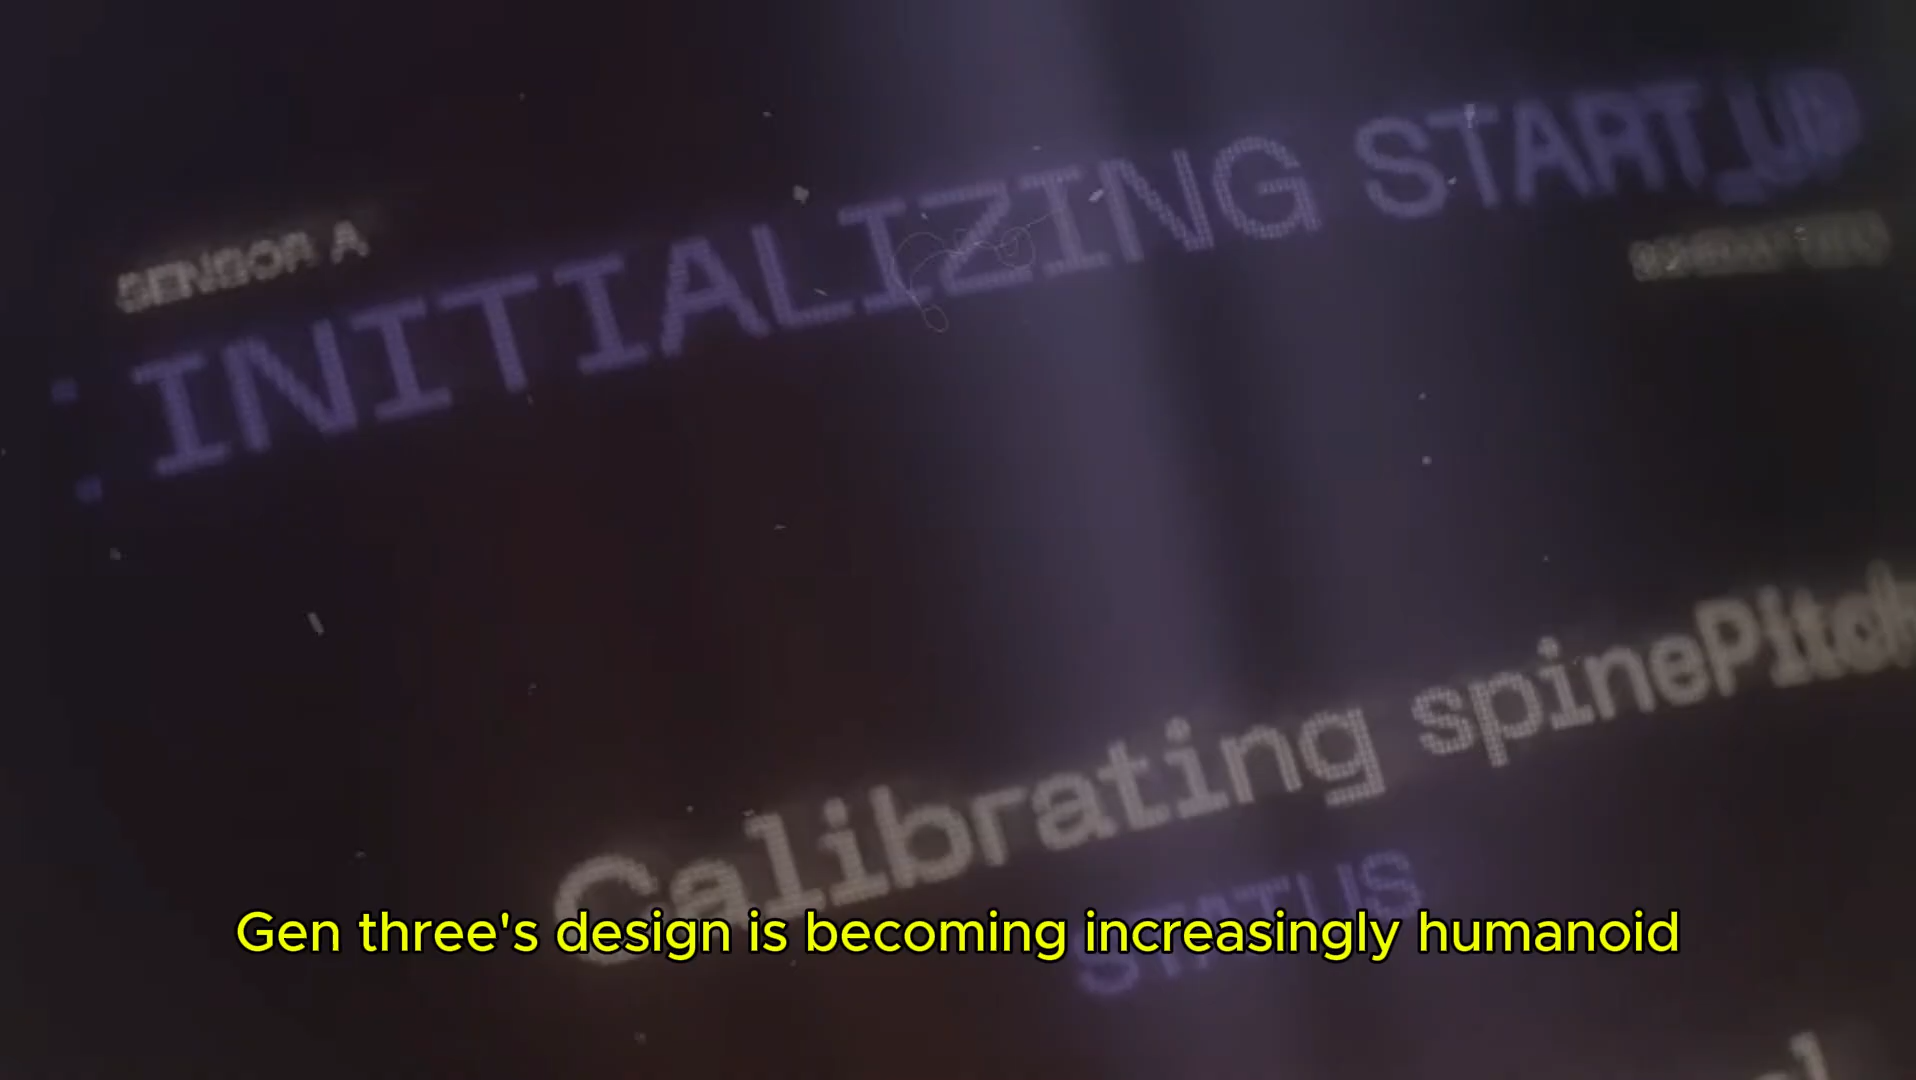 SENSOR A
INITIALIZING START_UP
Calibrating spinePitch
STATUS
Gen three's design is becoming increasingly humanoid